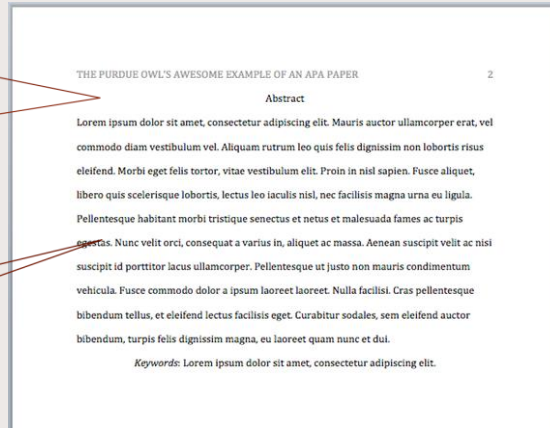 THE PURDUE OWL'S AWESOME EXAMPLE OF AN APA PAPER 2
Abstract
Lorem ipsum dolor sit amet, consectetur adipiscing elit. Mauris auctor ullamcorper erat, vel
commodo diam vestibulum vel. Aliquam rutrum leo quis felis dignissim non lobortis risus
eleifend. Morbi eget felis tortor, vitae vestibulum elit. Proin in nisl sapien. Fusce aliquet,
libero quis scelerisque lobortis, lectus leo iaculis nisl, nec facilisis magna urna eu ligula.
Pellentesque habitant morbi tristique senectus et netus et malesuada fames ac turpis
egestas. Nunc velit orci, consequat a varius in, aliquet ac massa. Aenean suscipit velit ac nisi
suscipit id porttitor lacus ullamcorper. Pellentesque ut justo non mauris condimentum
vehicula. Fusce commodo dolor a ipsum laoreet laoreet. Nulla facilisi. Cras pellentesque
bibendum tellus, et eleifend lectus facilisis eget. Curabitur sodales, sem eleifend auctor
bibendum, turpis felis dignissim magna, eu laoreet quam nunc et dui.
Keywords: Lorem ipsum dolor sit amet, consectetur adipiscing elit.